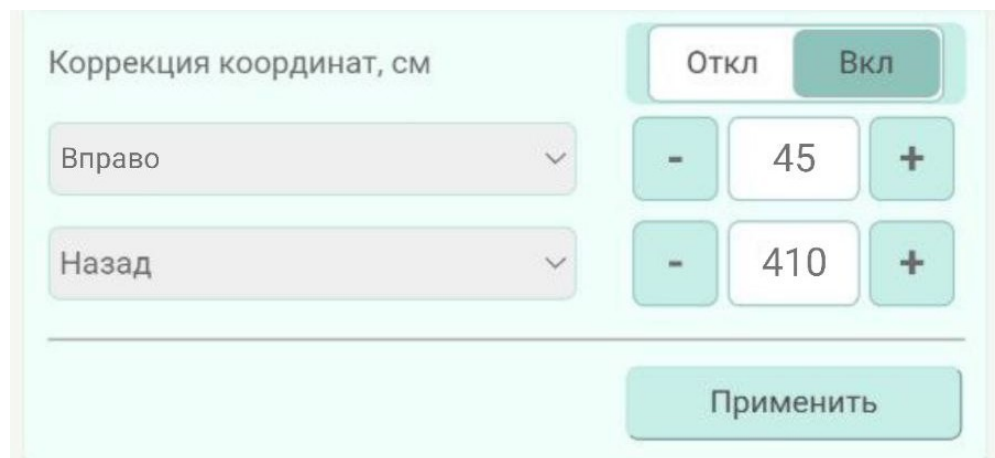 Коррекция координат, см Откл Вкл
Вправо - 45 +
Назад - 410 +
Применить